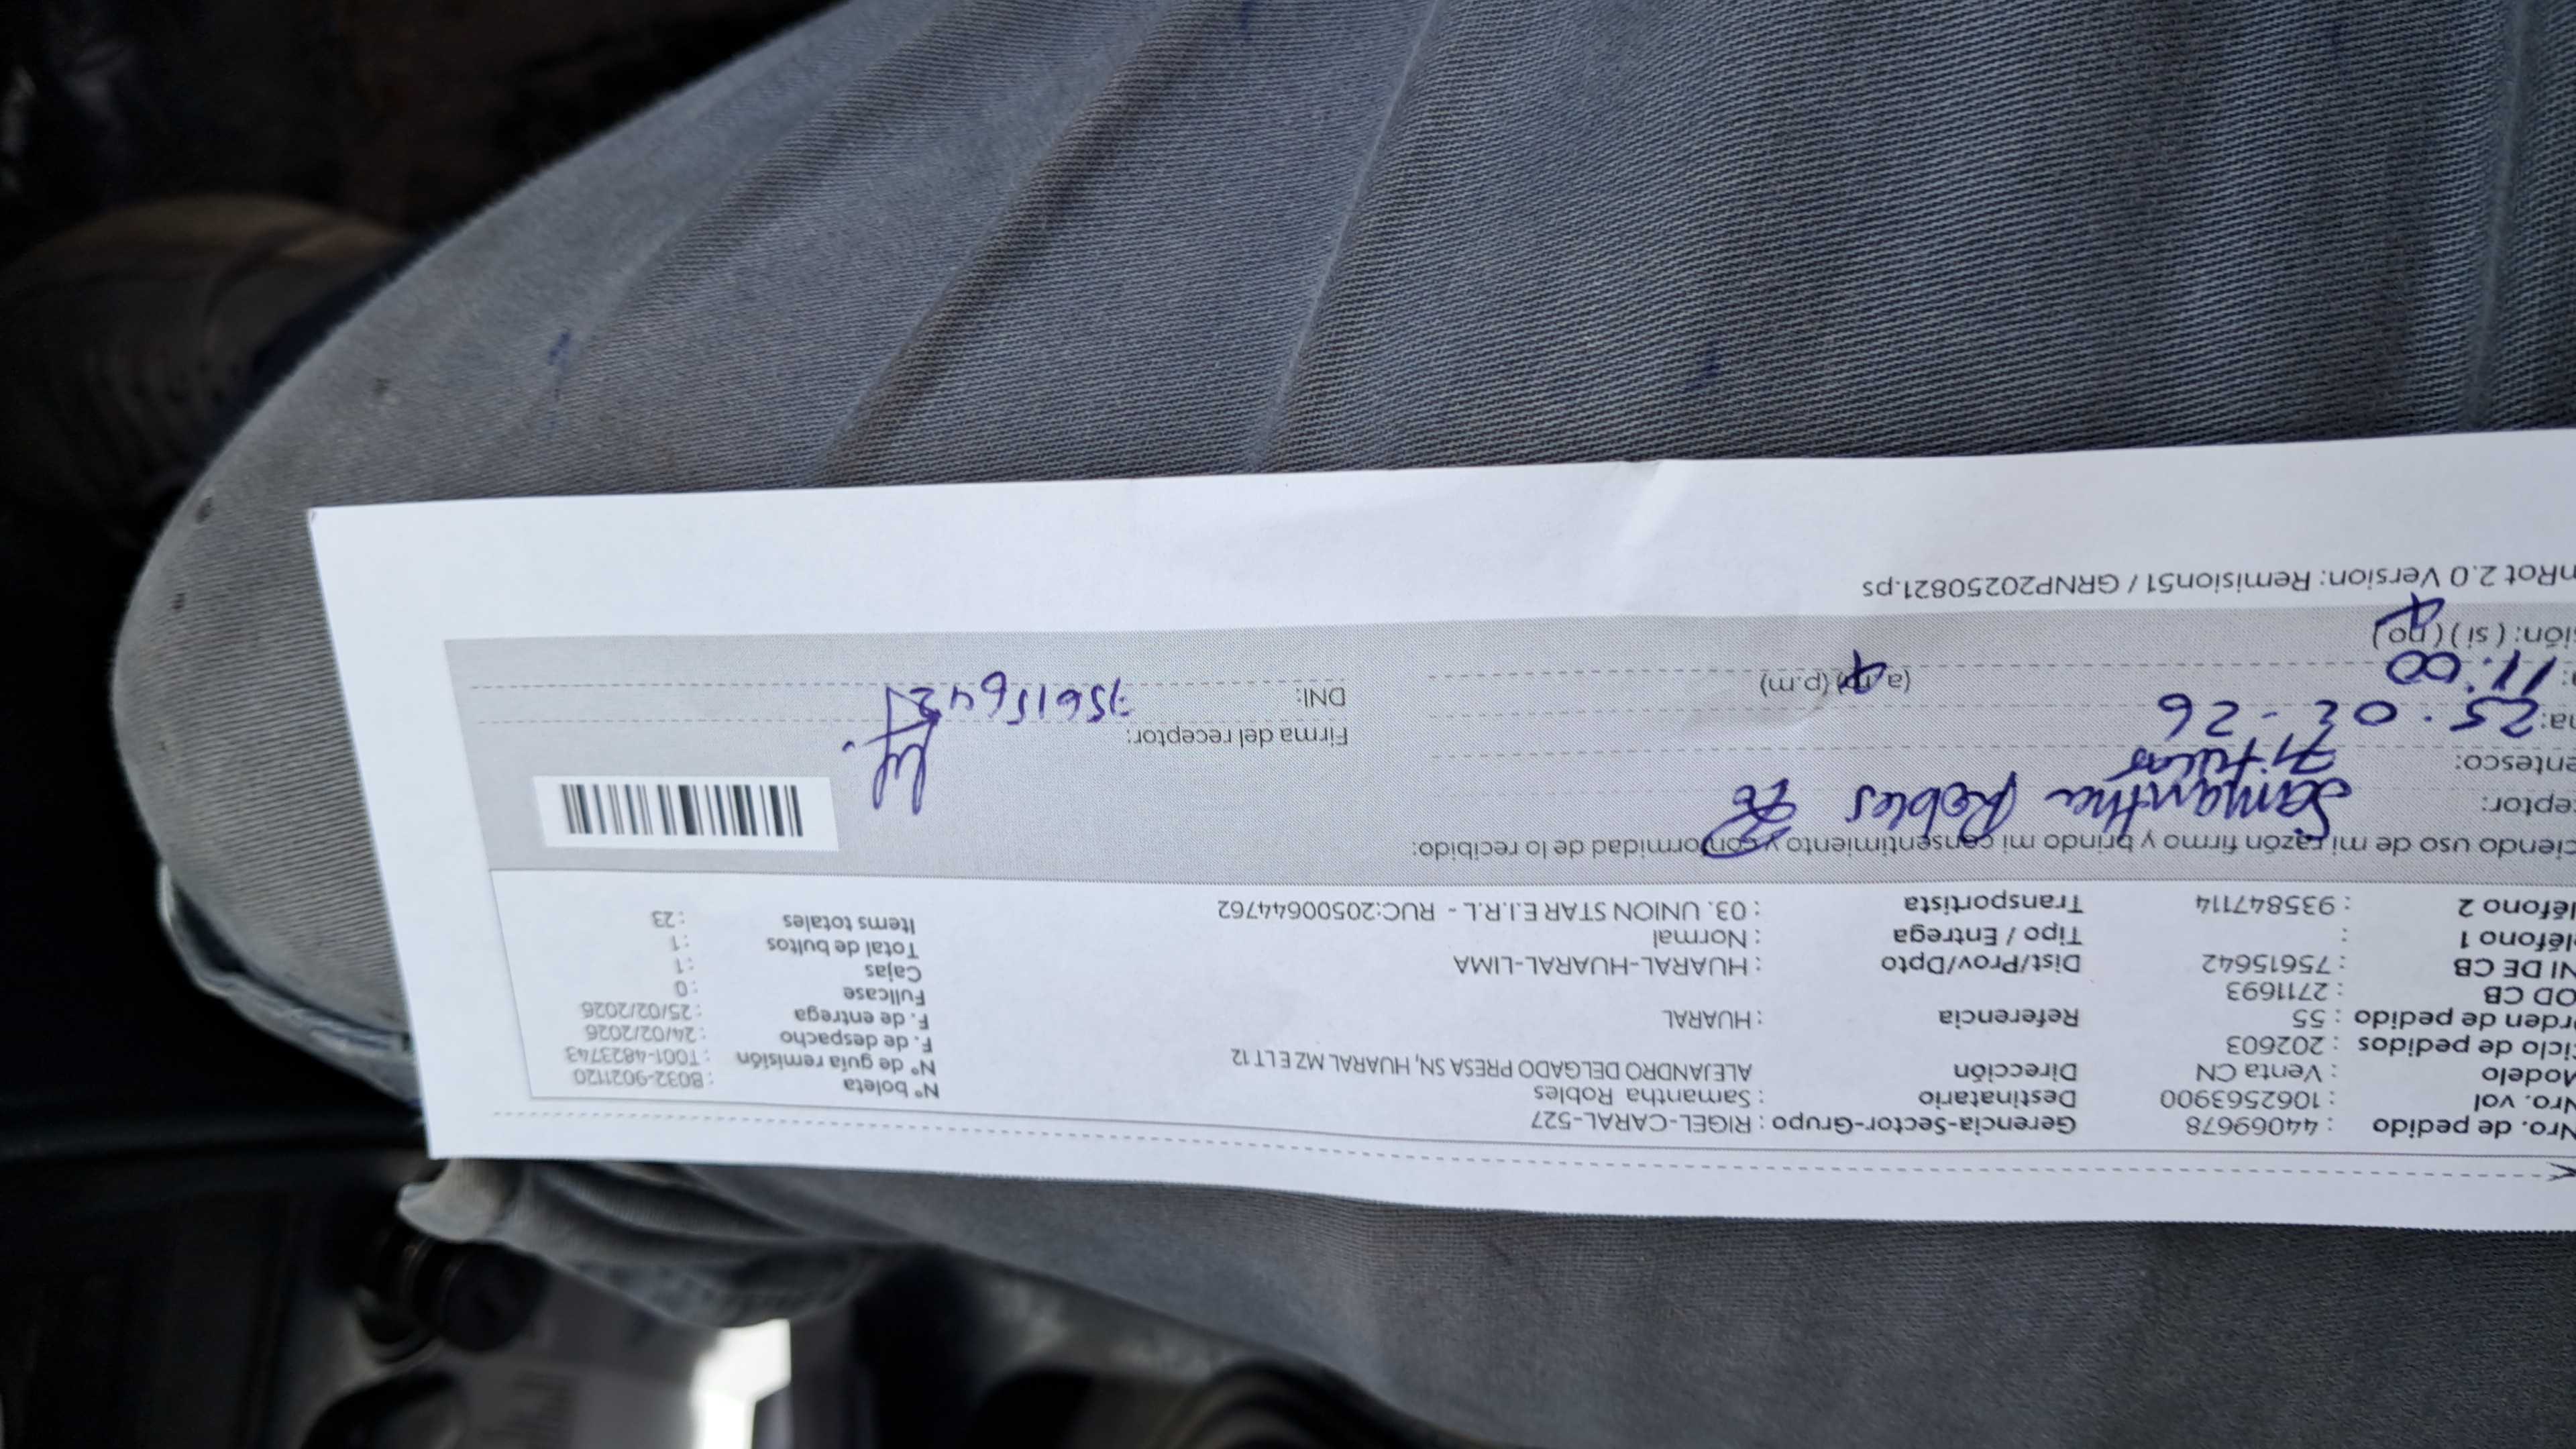 Nro. de pedido : 44069678 Gerencia-Sector-Grupo : RIGEL-CARAL-527
Nro. vol : 1062563900 Destinatario : Samantha Robles N° boleta : B032-9021120
Modelo : Venta CN Dirección ALEJANDRO DELGADO PRESA SN, HUARAL MZ E LT 12 N° de guía remisión : T001-4823743
ciclo de pedidos : 202603 F. de despacho : 24/02/2026
rden de pedido : 55 Referencia : HUARAL F. de entrega : 25/02/2026
OD CB : 2711693 Fullcase : 0
NI DE CB : 75615642 Dist/Prov/Dpto : HUARAL-HUARAL-LIMA Cajas : 1
léfono 1 : Tipo / Entrega : Normal Total de bultos : 1
léfono 2 : 935847114 Transportista : 03. UNION STAR E.I.R.L - RUC:20500644762 Items totales : 23
ciendo uso de mi razón firmo y brindo mi consentimiento y conformidad de lo recibido:
eptor: Samantha Robles
entesco: Titular Firma del receptor:
na: 25.02-26 DNI: 75615642
a: 11:00 (a.m) (p.m)
sión: ( si ) ( no )
nRot 2.0 Version: Remision51 / GRNP20250821.ps